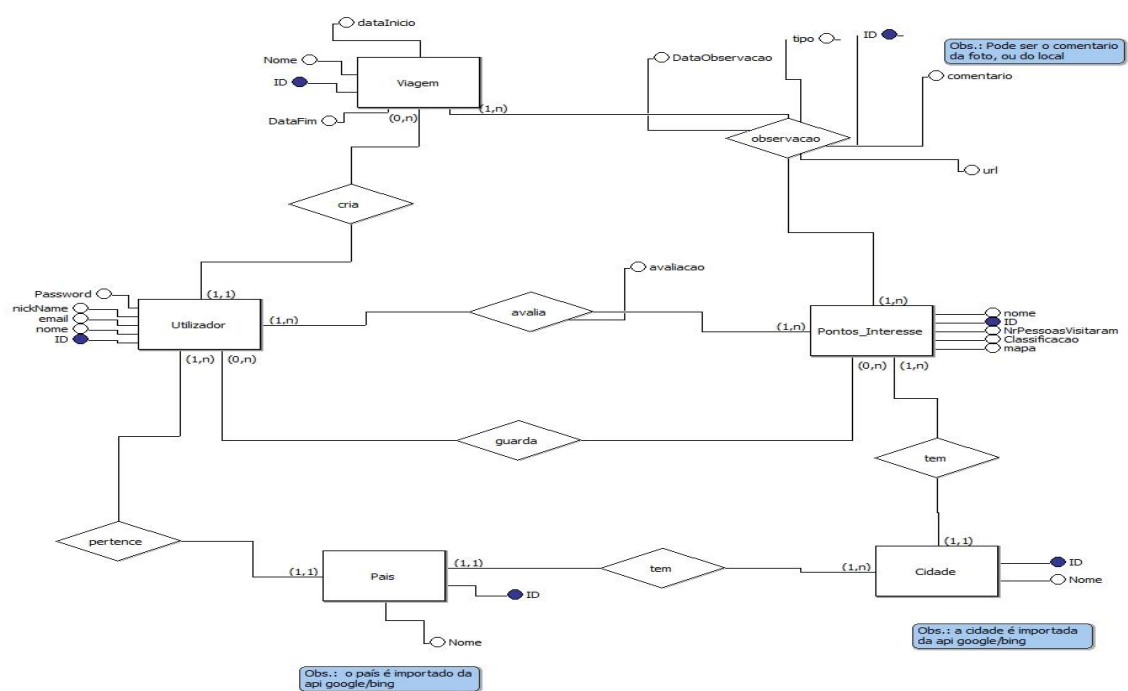 dataInicio
Nome
ID
DataFim
Viagem
(0,n)
(1,n)
tipo
ID
DataObservacao
Obs.: Pode ser o comentario
da foto, ou do local
comentario
observacao
url
cria
Password
nickName
email
nome
ID
(1,1)
Utilizador
(1,n)
(1,n)
(0,n)
avaliacao
avalia
(1,n)
(1,n)
Pontos_Interesse
nome
ID
NrPessoasVisitaram
Classificacao
mapa
(0,n)
(1,n)
guarda
tem
pertence
(1,1)
Pais
(1,1)
ID
Nome
tem
(1,n)
(1,1)
Cidade
ID
Nome
Obs.: a cidade é importada
da api google/bing
Obs.: o país é importado da
api google/bing